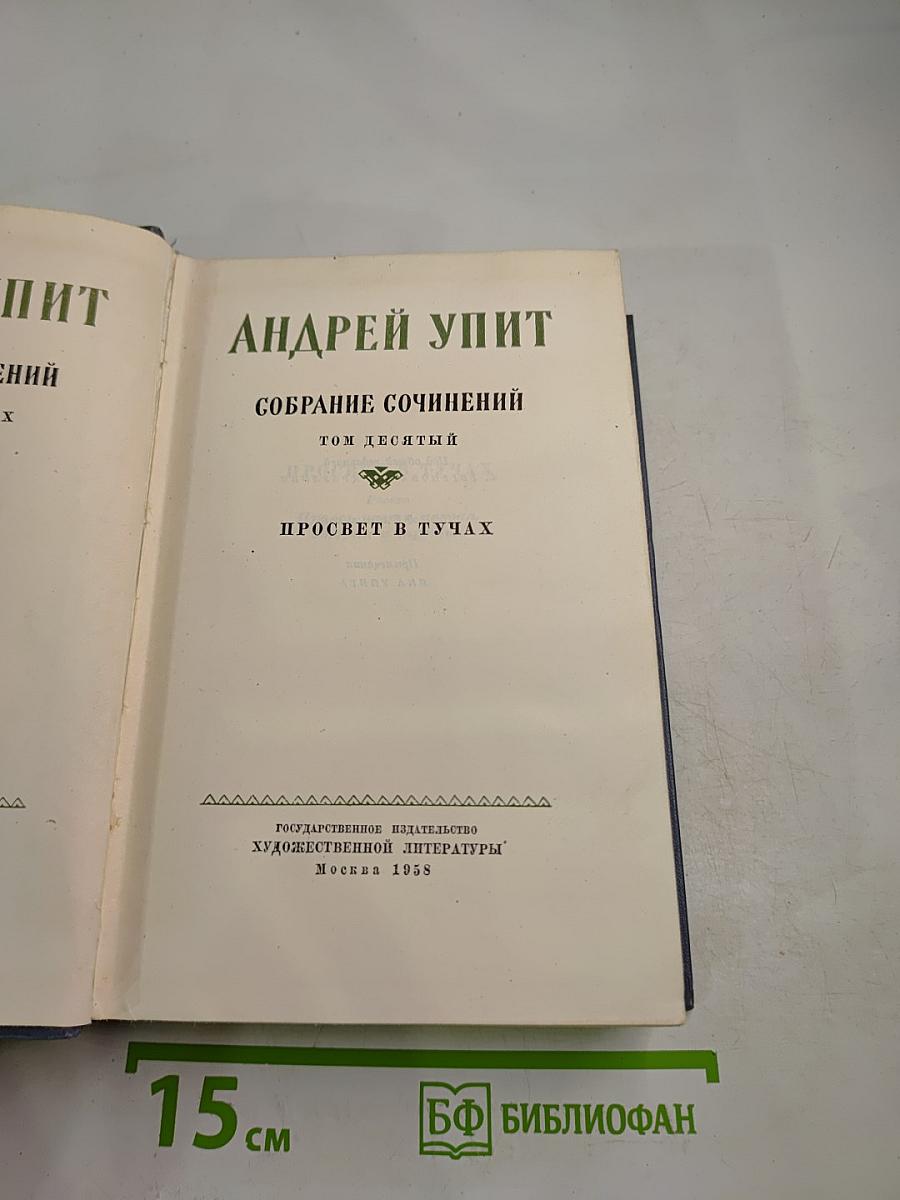 ПИТ
ЕНИЙ
Х
АНДРЕЙ УПИТ
СОБРАНИЕ СОЧИНЕНИЙ
ТОМ ДЕСЯТЫЙ
ПРОСВЕТ В ТУЧАХ
ГОСУДАРСТВЕННОЕ ИЗДАТЕЛЬСТВО
ХУДОЖЕСТВЕННОЙ ЛИТЕРАТУРЫ
Москва 1958
15 см
БФ БИБЛИОФАН